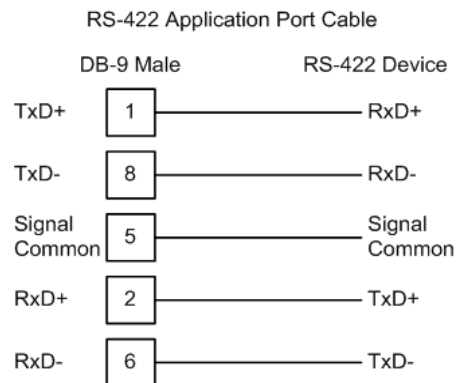 RS-422 Application Port Cable
DB-9 Male RS-422 Device
TxD+ 1 RxD+
TxD- 8 RxD-
Signal Common 5 Signal Common
RxD+ 2 TxD+
RxD- 6 TxD-